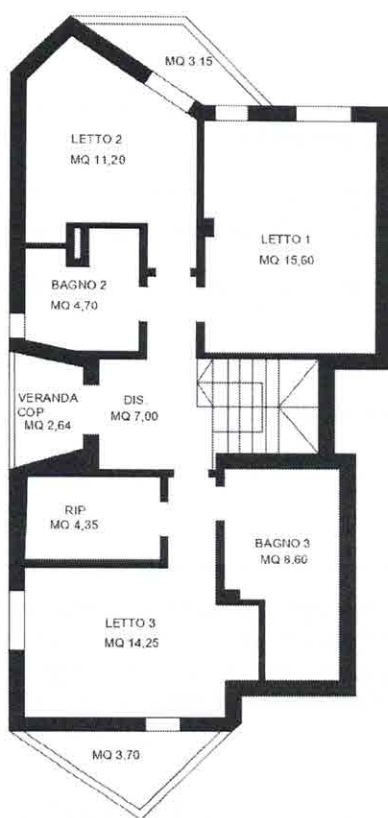 MQ 3.15
LETTO 2
MQ 11,20
LETTO 1
MQ 15,60
BAGNO 2
MQ 4,70
VERANDA
COP
MQ 2,64
DIS.
MQ 7,00
RIP
MQ 4,35
BAGNO 3
MQ 8,60
LETTO 3
MQ 14,25
MQ 3,70